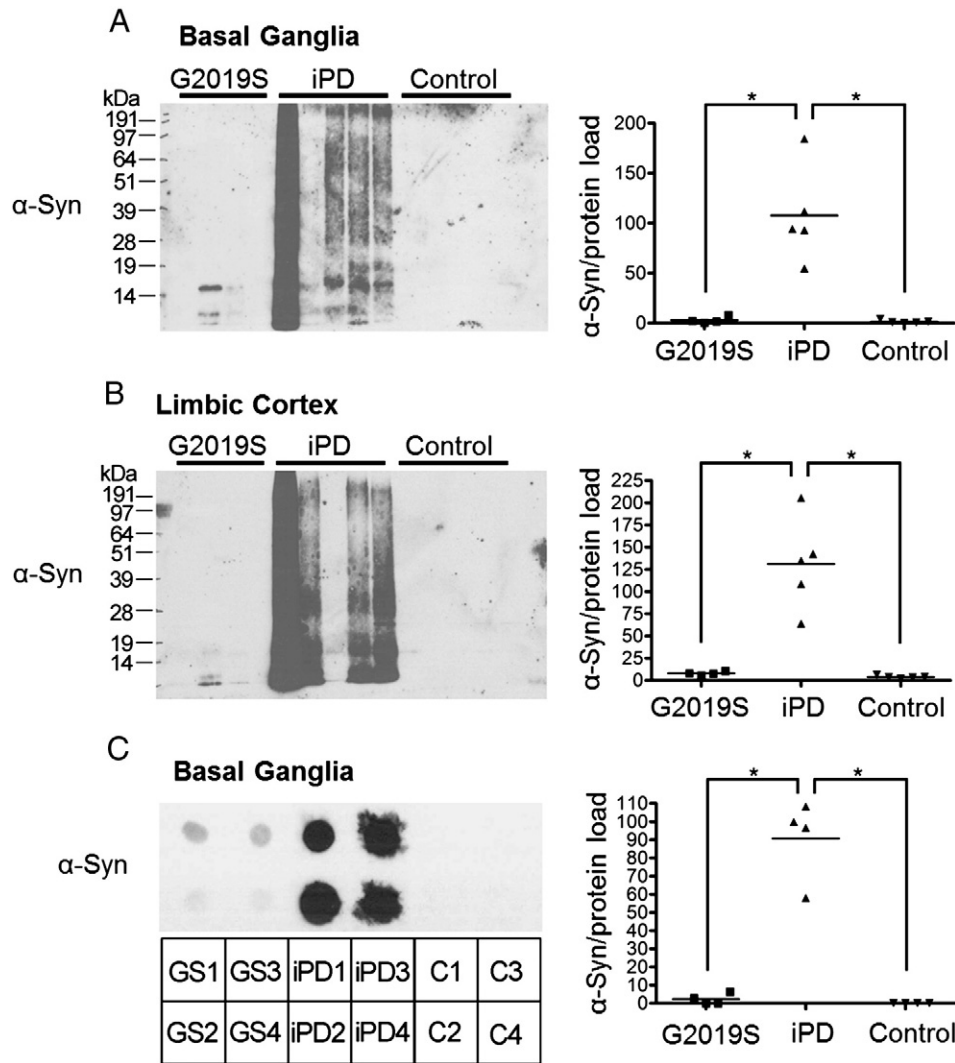 A
Basal Ganglia
G2019S iPD Control
kDa
191
97
64
51
39
28
19
14
α-Syn
* *
α-Syn/protein load
200
150
100
50
0
G2019S iPD Control
B
Limbic Cortex
G2019S iPD Control
kDa
191
97
64
51
39
28
19
14
α-Syn
* *
α-Syn/protein load
225
200
175
150
125
100
75
50
25
0
G2019S iPD Control
C
Basal Ganglia
α-Syn
GS1 GS3 iPD1 iPD3 C1 C3
GS2 GS4 iPD2 iPD4 C2 C4
* *
α-Syn/protein load
110
100
90
80
70
60
50
40
30
20
10
0
G2019S iPD Control